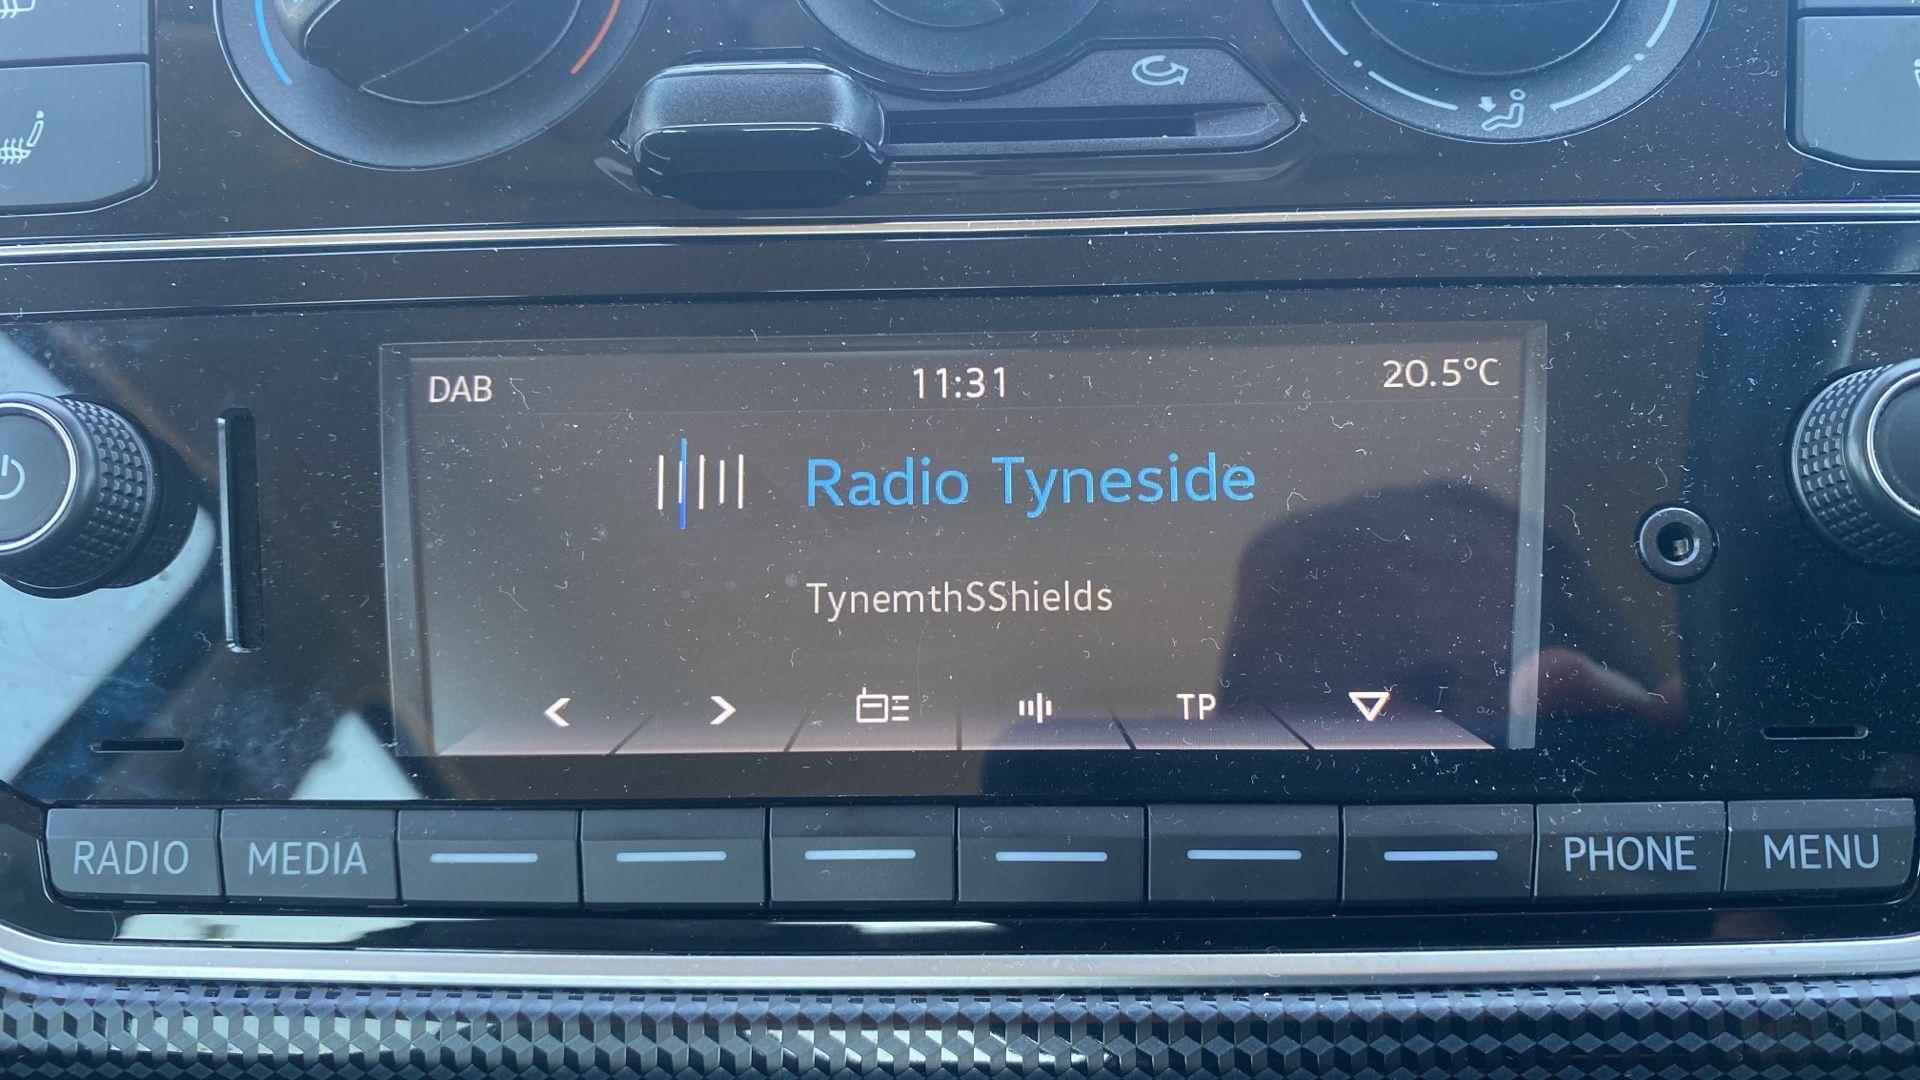 DAB 11:31 20.5°C
Radio Tyneside
TynemthSShields
TP
RADIO MEDIA PHONE MENU